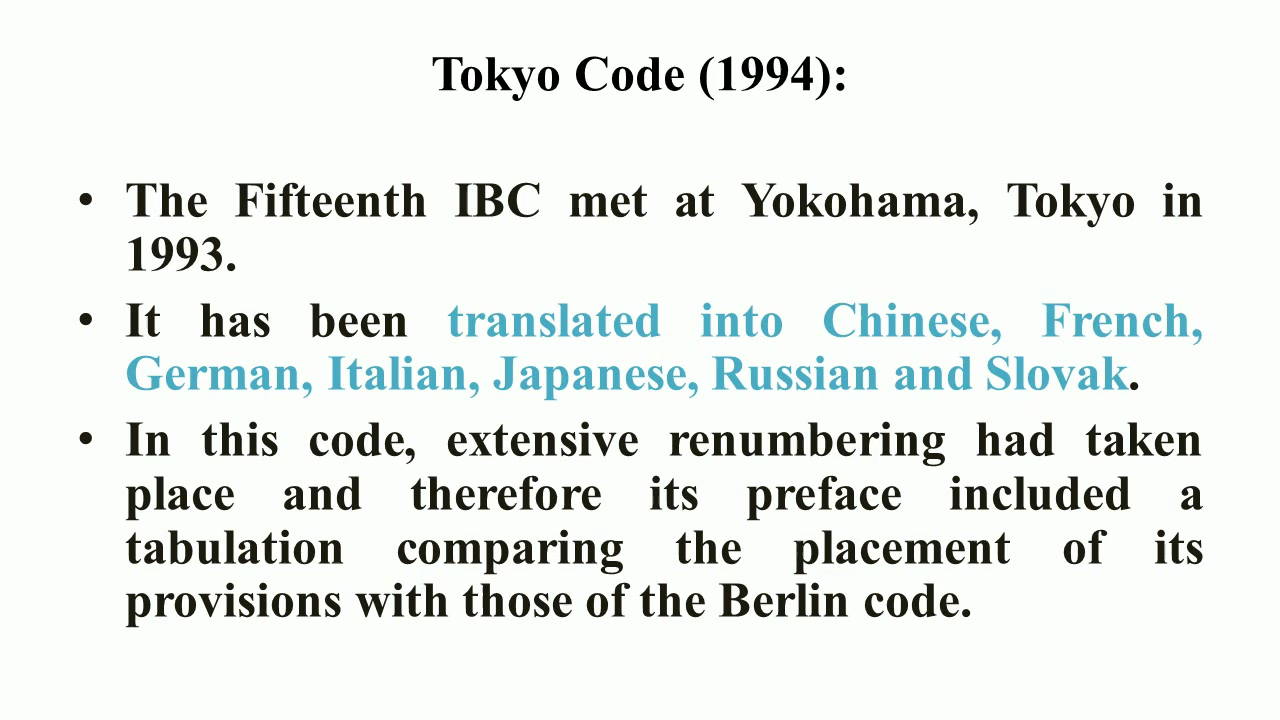 Tokyo Code (1994):
• The Fifteenth IBC met at Yokohama, Tokyo in
1993.
• It has been translated into Chinese, French,
German, Italian, Japanese, Russian and Slovak.
• In this code, extensive renumbering had taken
place and therefore its preface included a
tabulation comparing the placement of its
provisions with those of the Berlin code.